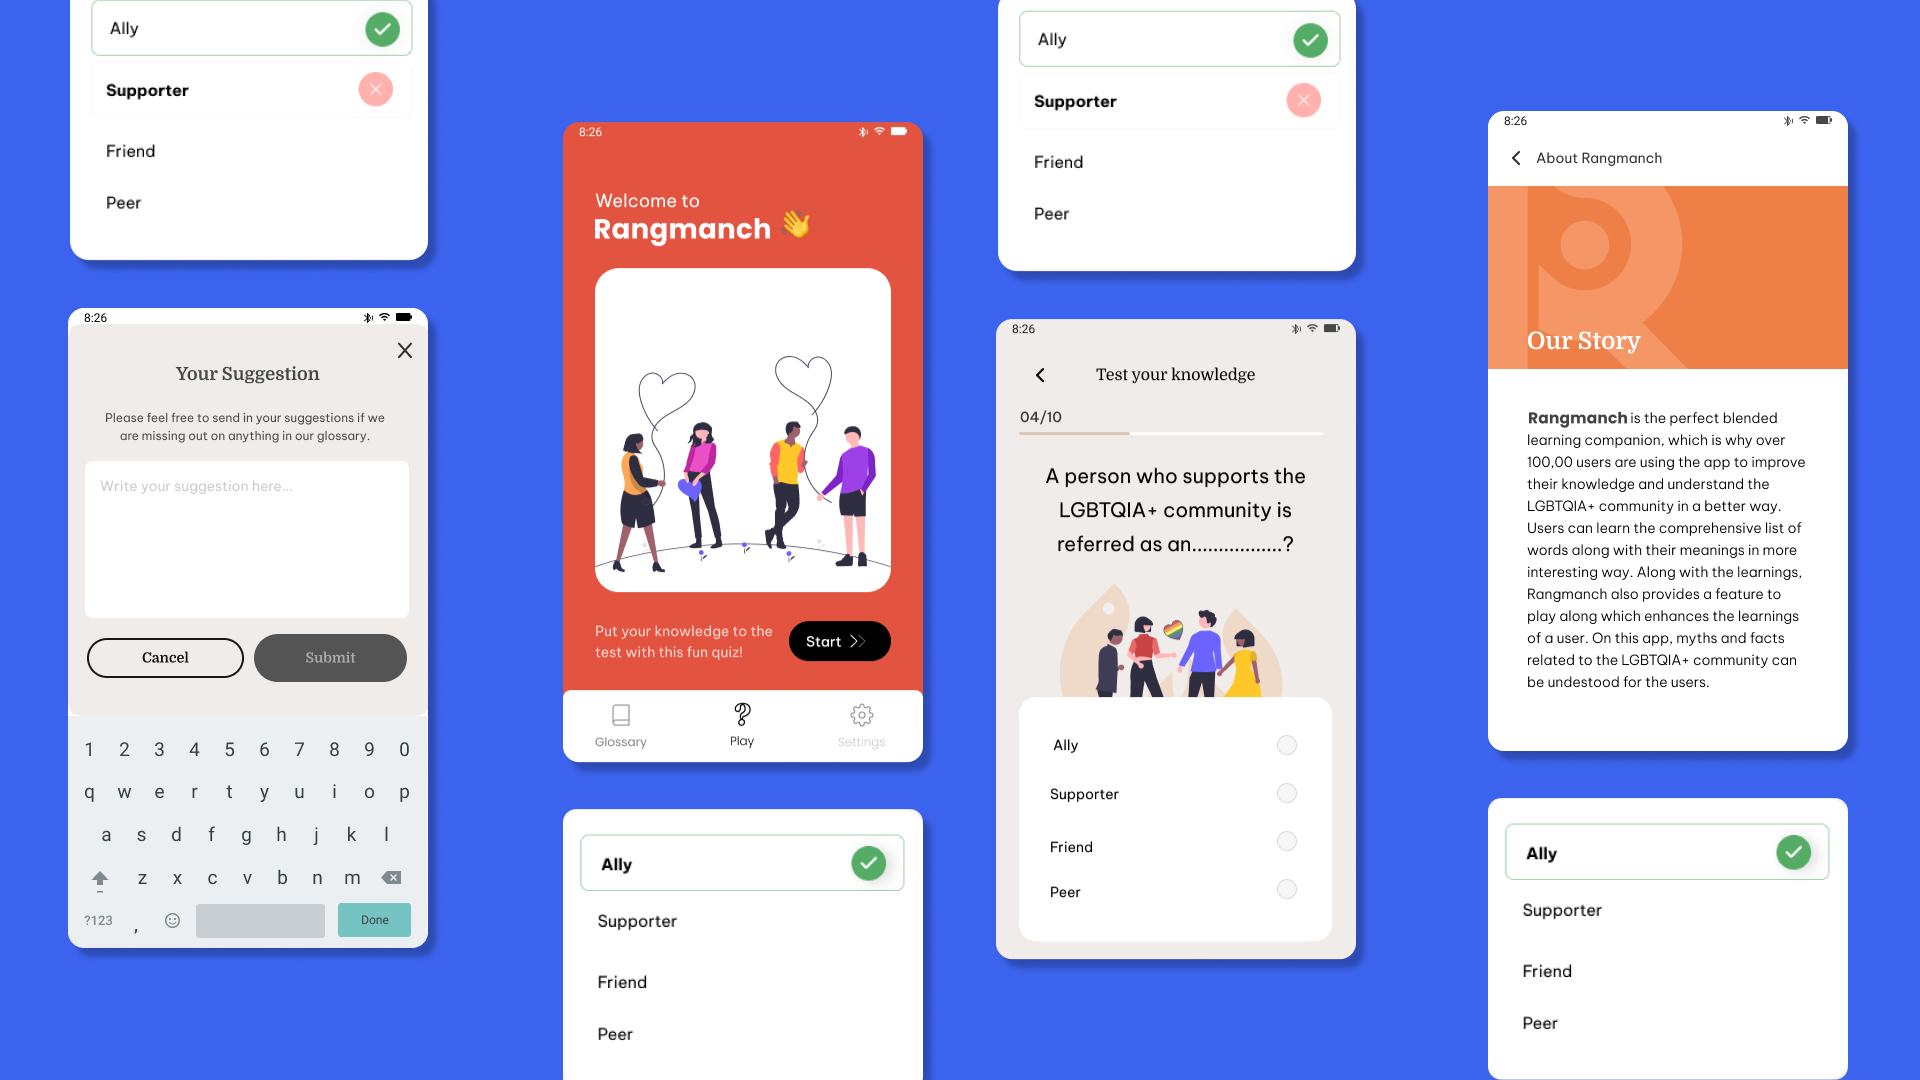 Ally
Supporter
Friend
Peer
8:26
Your Suggestion
Please feel free to send in your suggestions if we
are missing out on anything in our glossary.
Write your suggestion here...
Cancel
Submit
1 2 3 4 5 6 7 8 9 0
q w e r t y u i o p
a s d f g h j k l
z x c v b n m
?123 , Done
8:26
Welcome to
Rangmanch 👋
Put your knowledge to the
test with this fun quiz!
Start
Glossary
Play
Settings
Ally
Supporter
Friend
Peer
Ally
Supporter
Friend
Peer
8:26
Test your knowledge
04/10
A person who supports the
LGBTQIA+ community is
referred as an.................?
Ally
Supporter
Friend
Peer
8:26
About Rangmanch
Our Story
Rangmanch is the perfect blended
learning companion, which is why over
100,00 users are using the app to improve
their knowledge and understand the
LGBTQIA+ community in a better way.
Users can learn the comprehensive list of
words along with their meanings in more
interesting way. Along with the learnings,
Rangmanch also provides a feature to
play along which enhances the learnings
of a user. On this app, myths and facts
related to the LGBTQIA+ community can
be undestood for the users.
Ally
Supporter
Friend
Peer